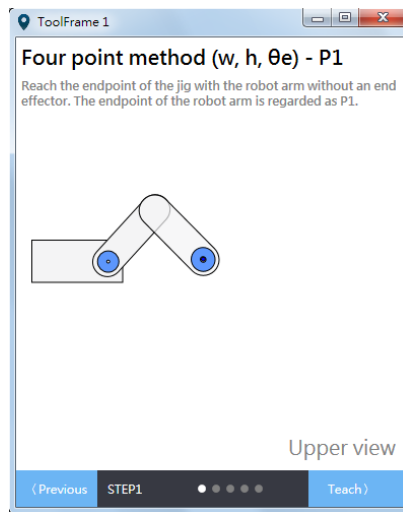 ToolFrame 1
Four point method (w, h, θe) - P1
Reach the endpoint of the jig with the robot arm without an end
effector. The endpoint of the robot arm is regarded as P1.
Upper view
〈 Previous STEP1 Teach 〉